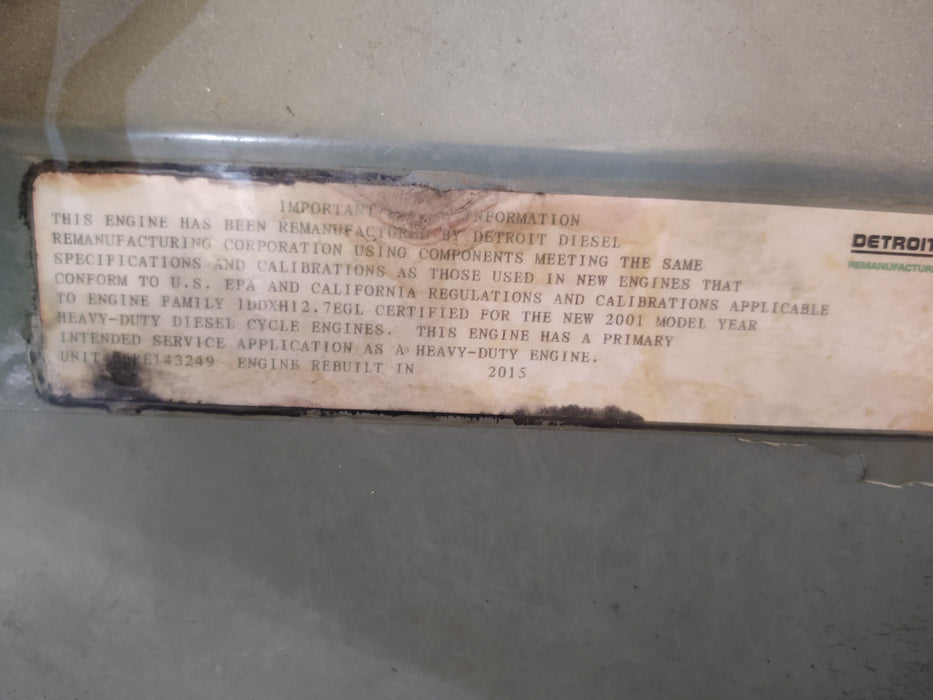 IMPORTANT NFORMATION
THIS ENGINE HAS BEEN REMANUFACTURED BY DETROIT DIESEL
REMANUFACTURING CORPORATION USING COMPONENTS MEETING THE SAME
SPECIFICATIONS AND CALIBRATIONS AS THOSE USED IN NEW ENGINES THAT
CONFORM TO U.S. EPA AND CALIFORNIA REGULATIONS AND CALIBRATIONS APPLICABLE
TO ENGINE FAMILY 1DDXH12.7EGL CERTIFIED FOR THE NEW 2001 MODEL YEAR
HEAVY-DUTY DIESEL CYCLE ENGINES. THIS ENGINE HAS A PRIMARY
INTENDED SERVICE APPLICATION AS A HEAVY-DUTY ENGINE.
UNIT ENGINE REBUILT IN 2015
DETROIT
REMANUFACTUR